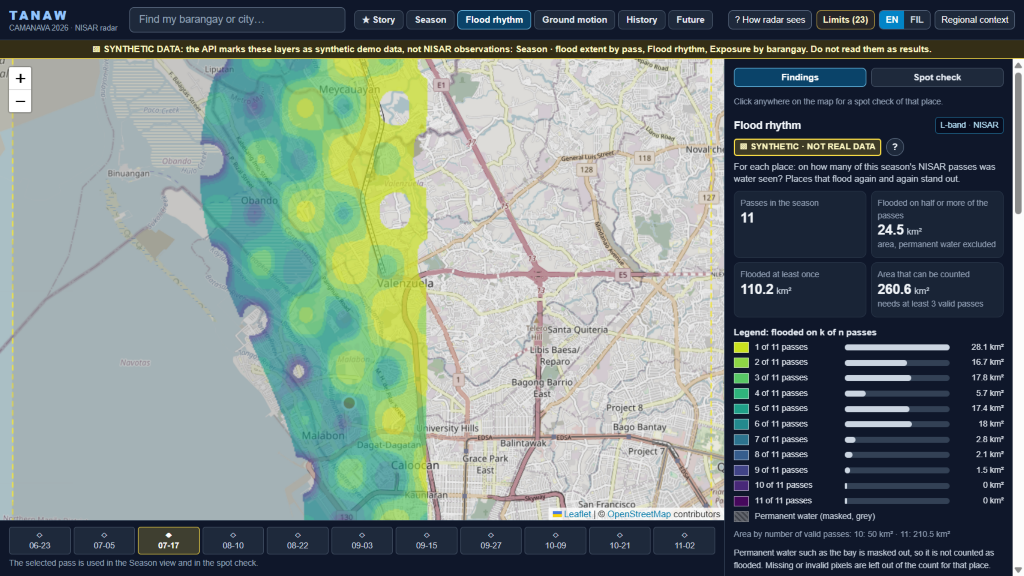 TANAW
CAMANAVA 2026 · NISAR radar
Find my barangay or city…
★ Story
Season
Flood rhythm
Ground motion
History
Future
? How radar sees
Limits (23)
EN
FIL
Regional context
SYNTHETIC DATA: the API marks these layers as synthetic demo data, not NISAR observations: Season · flood extent by pass, Flood rhythm, Exposure by barangay. Do not read them as results.
+
−
Liputan
Meycauayan
Obando
Binuangan
Obando
Valenzuela
Navotas
Malabon
Dagat-Dagatan
Caloocan
Kaunlaran
130
University Hills
EDSA
Grace Park
East
Balintawak
EDSA
Skyway
San Francisco
Project 8
Bago Bantay
Project 7
Bagong Barrio
East
Libis Baesa/
Reparo
Santa Quiteria
E1
E5
1
General Luis Street
118
128
127
Noval
Leaflet | © OpenStreetMap contributors
06-23
07-05
07-17
08-10
08-22
09-03
09-15
09-27
10-09
10-21
11-02
The selected pass is used in the Season view and in the spot check.
Findings
Spot check
Click anywhere on the map for a spot check of that place.
Flood rhythm
L-band · NISAR
SYNTHETIC · NOT REAL DATA
?
For each place: on how many of this season's NISAR passes was
water seen? Places that flood again and again stand out.
Passes in the season
11
Flooded on half or more of the
passes
24.5 km²
area, permanent water excluded
Flooded at least once
110.2 km²
Area that can be counted
260.6 km²
needs at least 3 valid passes
Legend: flooded on k of n passes
1 of 11 passes 28.1 km²
2 of 11 passes 16.7 km²
3 of 11 passes 17.8 km²
4 of 11 passes 5.7 km²
5 of 11 passes 17.4 km²
6 of 11 passes 18 km²
7 of 11 passes 2.8 km²
8 of 11 passes 2.1 km²
9 of 11 passes 1.5 km²
10 of 11 passes 0 km²
11 of 11 passes 0 km²
Permanent water (masked, grey)
Area by number of valid passes: 10: 50 km² · 11: 210.5 km²
Permanent water such as the bay is masked out, so it is not counted as
flooded. Missing or invalid pixels are left out of the count for that place.